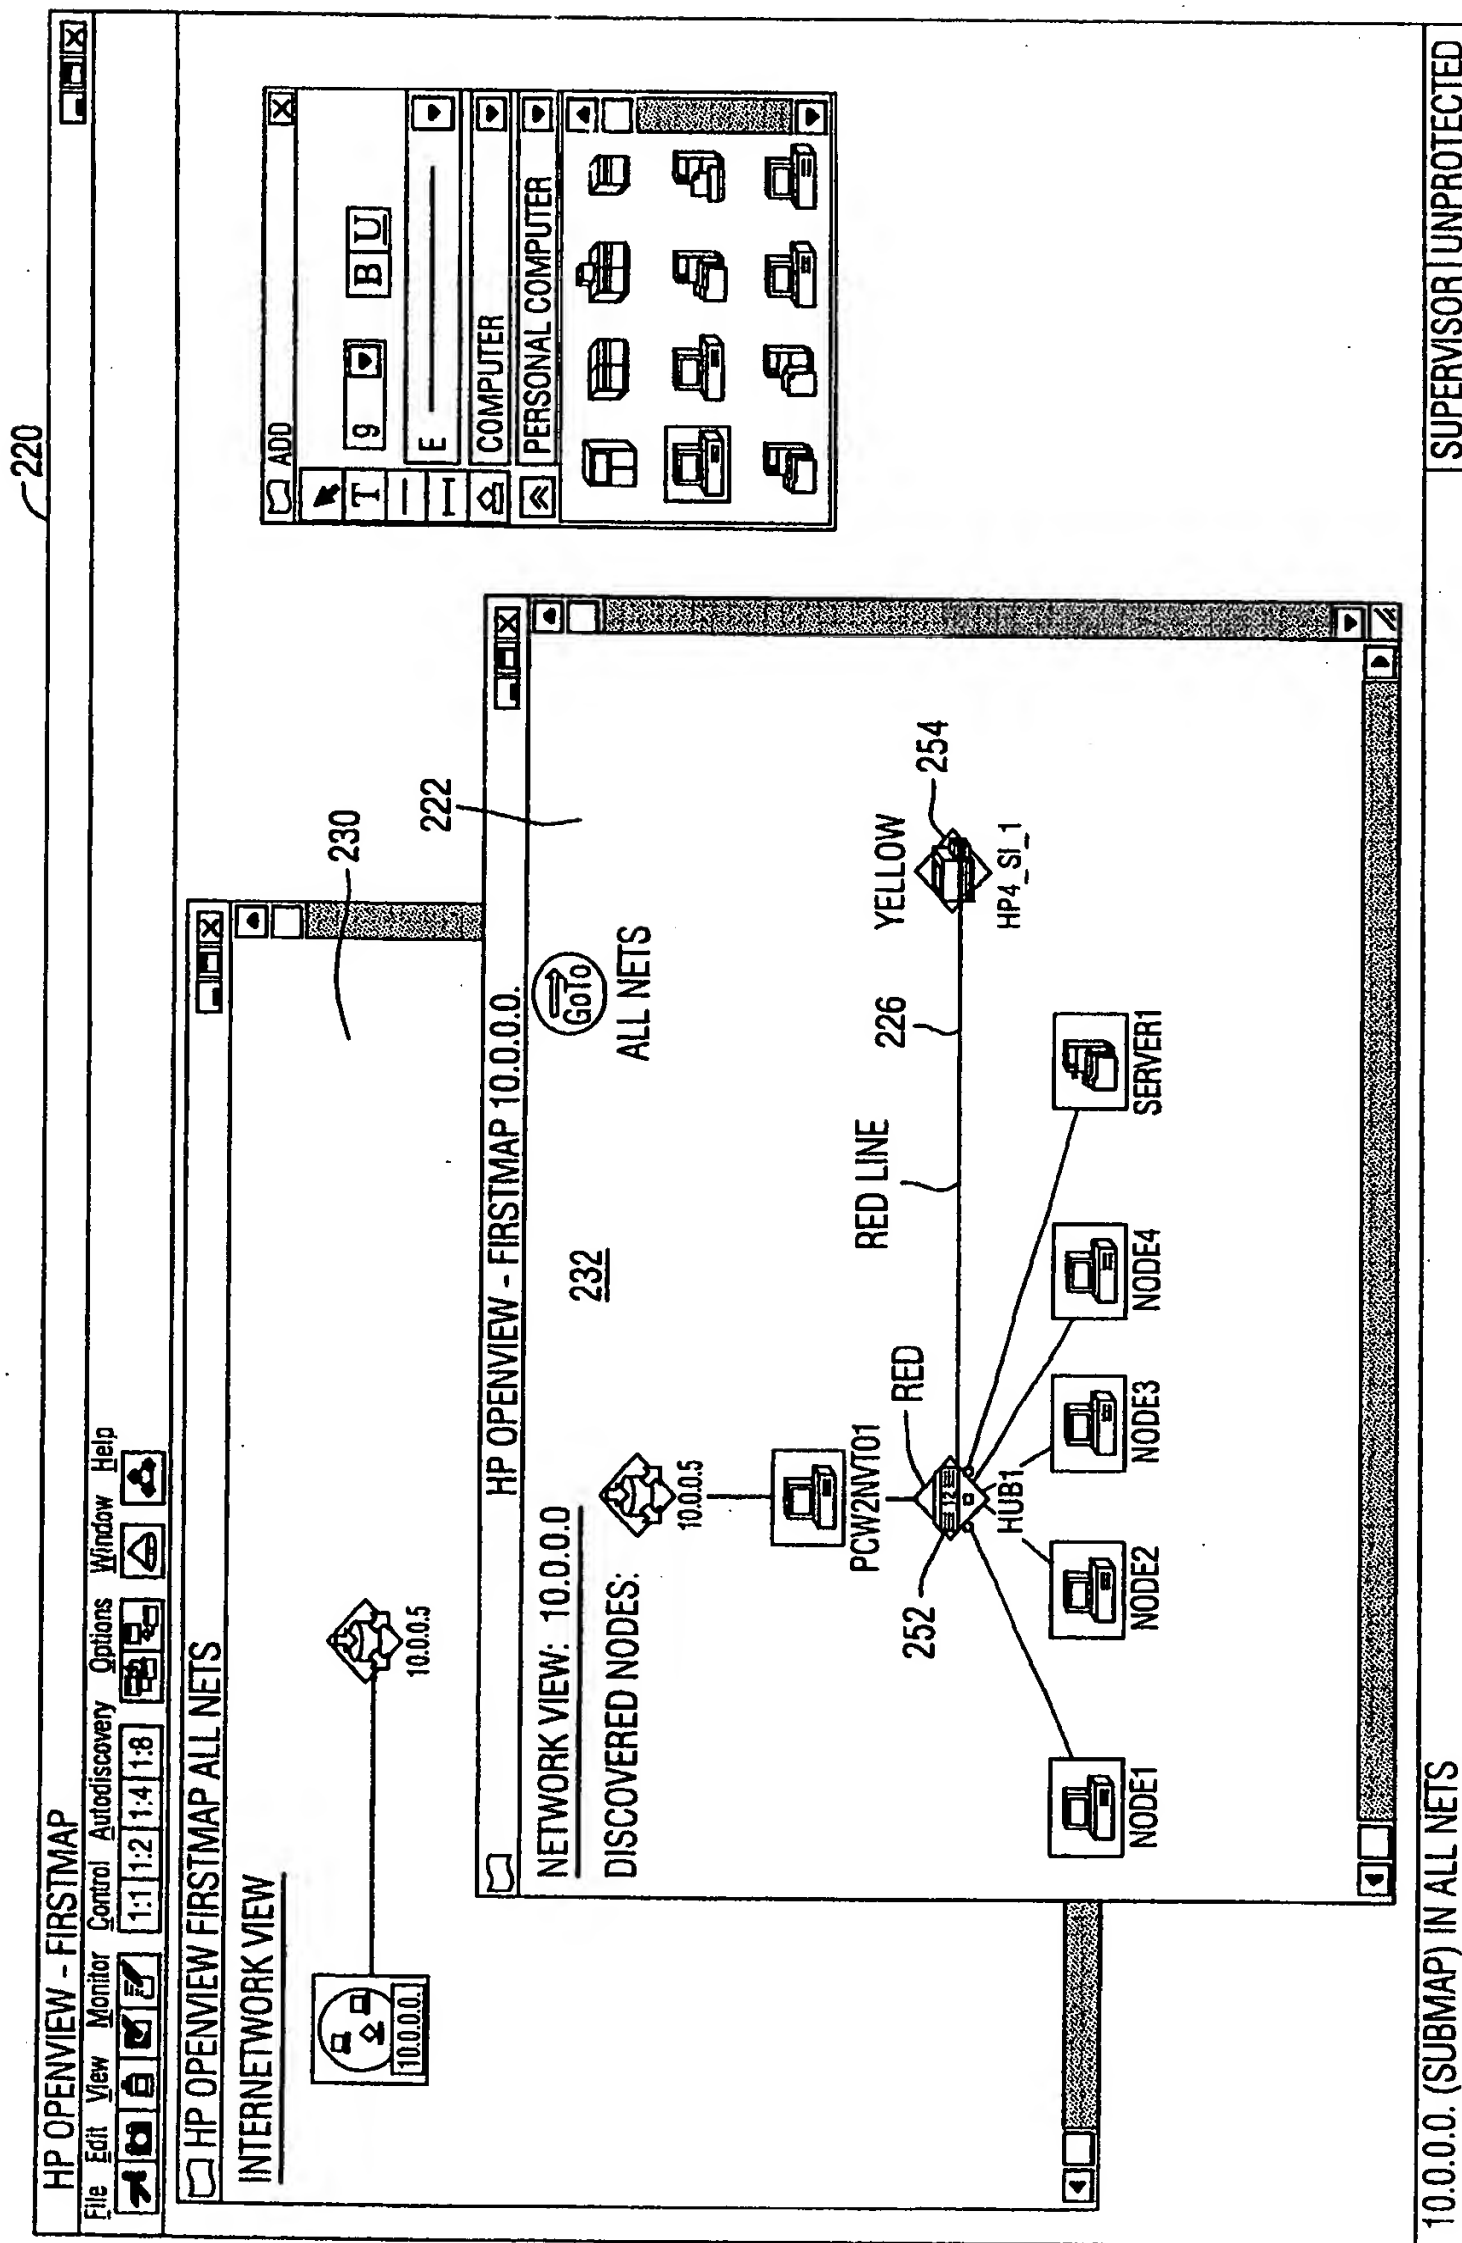 220
HP OPENVIEW - FIRSTMAP
File Edit View Monitor Control Autodiscovery Options Window Help
1:1 1:2 1:4 1:8
HP OPENVIEW FIRSTMAP ALL NETS
INTERNETWORK VIEW
10.0.0.0.
10.0.0.5
230
222
ADD
T
9
B U
E
COMPUTER
PERSONAL COMPUTER
HP OPENVIEW - FIRSTMAP 10.0.0.0.
NETWORK VIEW: 10.0.0.0
DISCOVERED NODES:
232
GoTo
ALL NETS
10.0.0.5
PCW2NVT01
RED
252
12
HUB1
RED LINE
226
YELLOW
254
HP4_SI_1
NODE1
NODE2
NODE3
NODE4
SERVER1
10.0.0.0. (SUBMAP) IN ALL NETS
SUPERVISOR UNPROTECTED